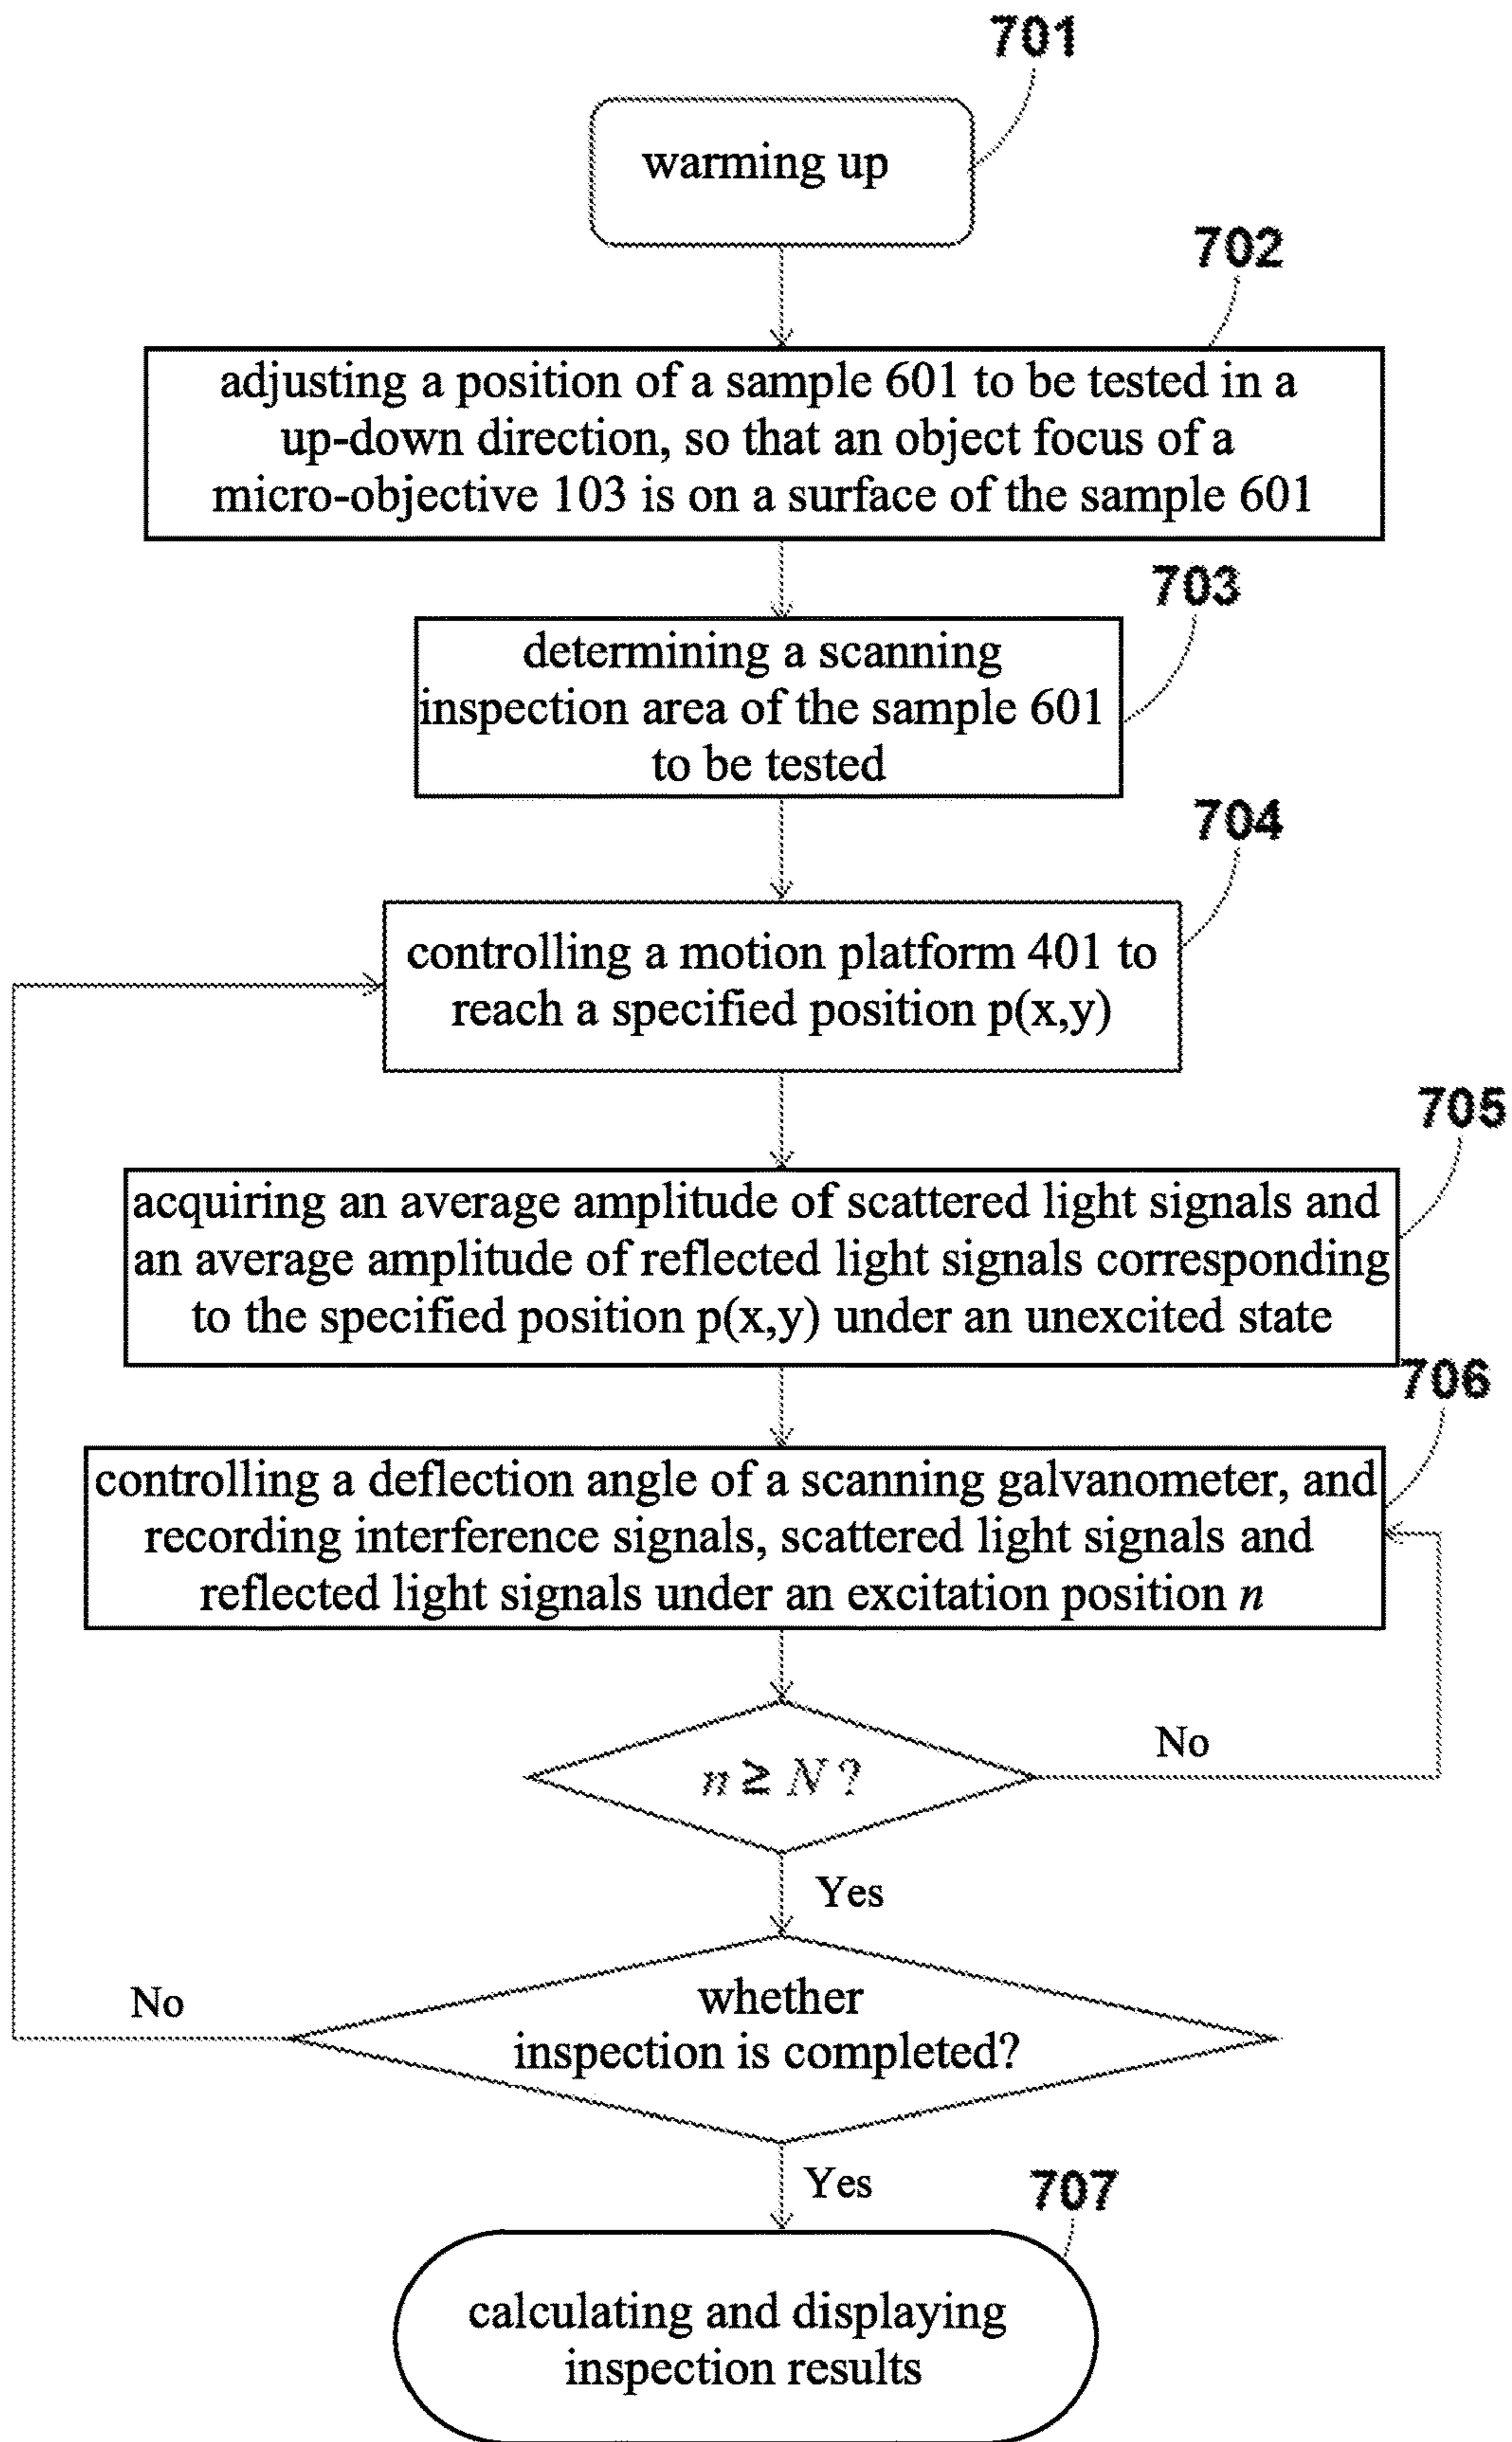 701
warming up
702
adjusting a position of a sample 601 to be tested in a
up-down direction, so that an object focus of a
micro-objective 103 is on a surface of the sample 601
703
determining a scanning
inspection area of the sample 601
to be tested
704
controlling a motion platform 401 to
reach a specified position p(x,y)
705
acquiring an average amplitude of scattered light signals and
an average amplitude of reflected light signals corresponding
to the specified position p(x,y) under an unexcited state
706
controlling a deflection angle of a scanning galvanometer, and
recording interference signals, scattered light signals and
reflected light signals under an excitation position n
n ≥ N ?
No
Yes
whether
inspection is completed?
No
Yes
707
calculating and displaying
inspection results